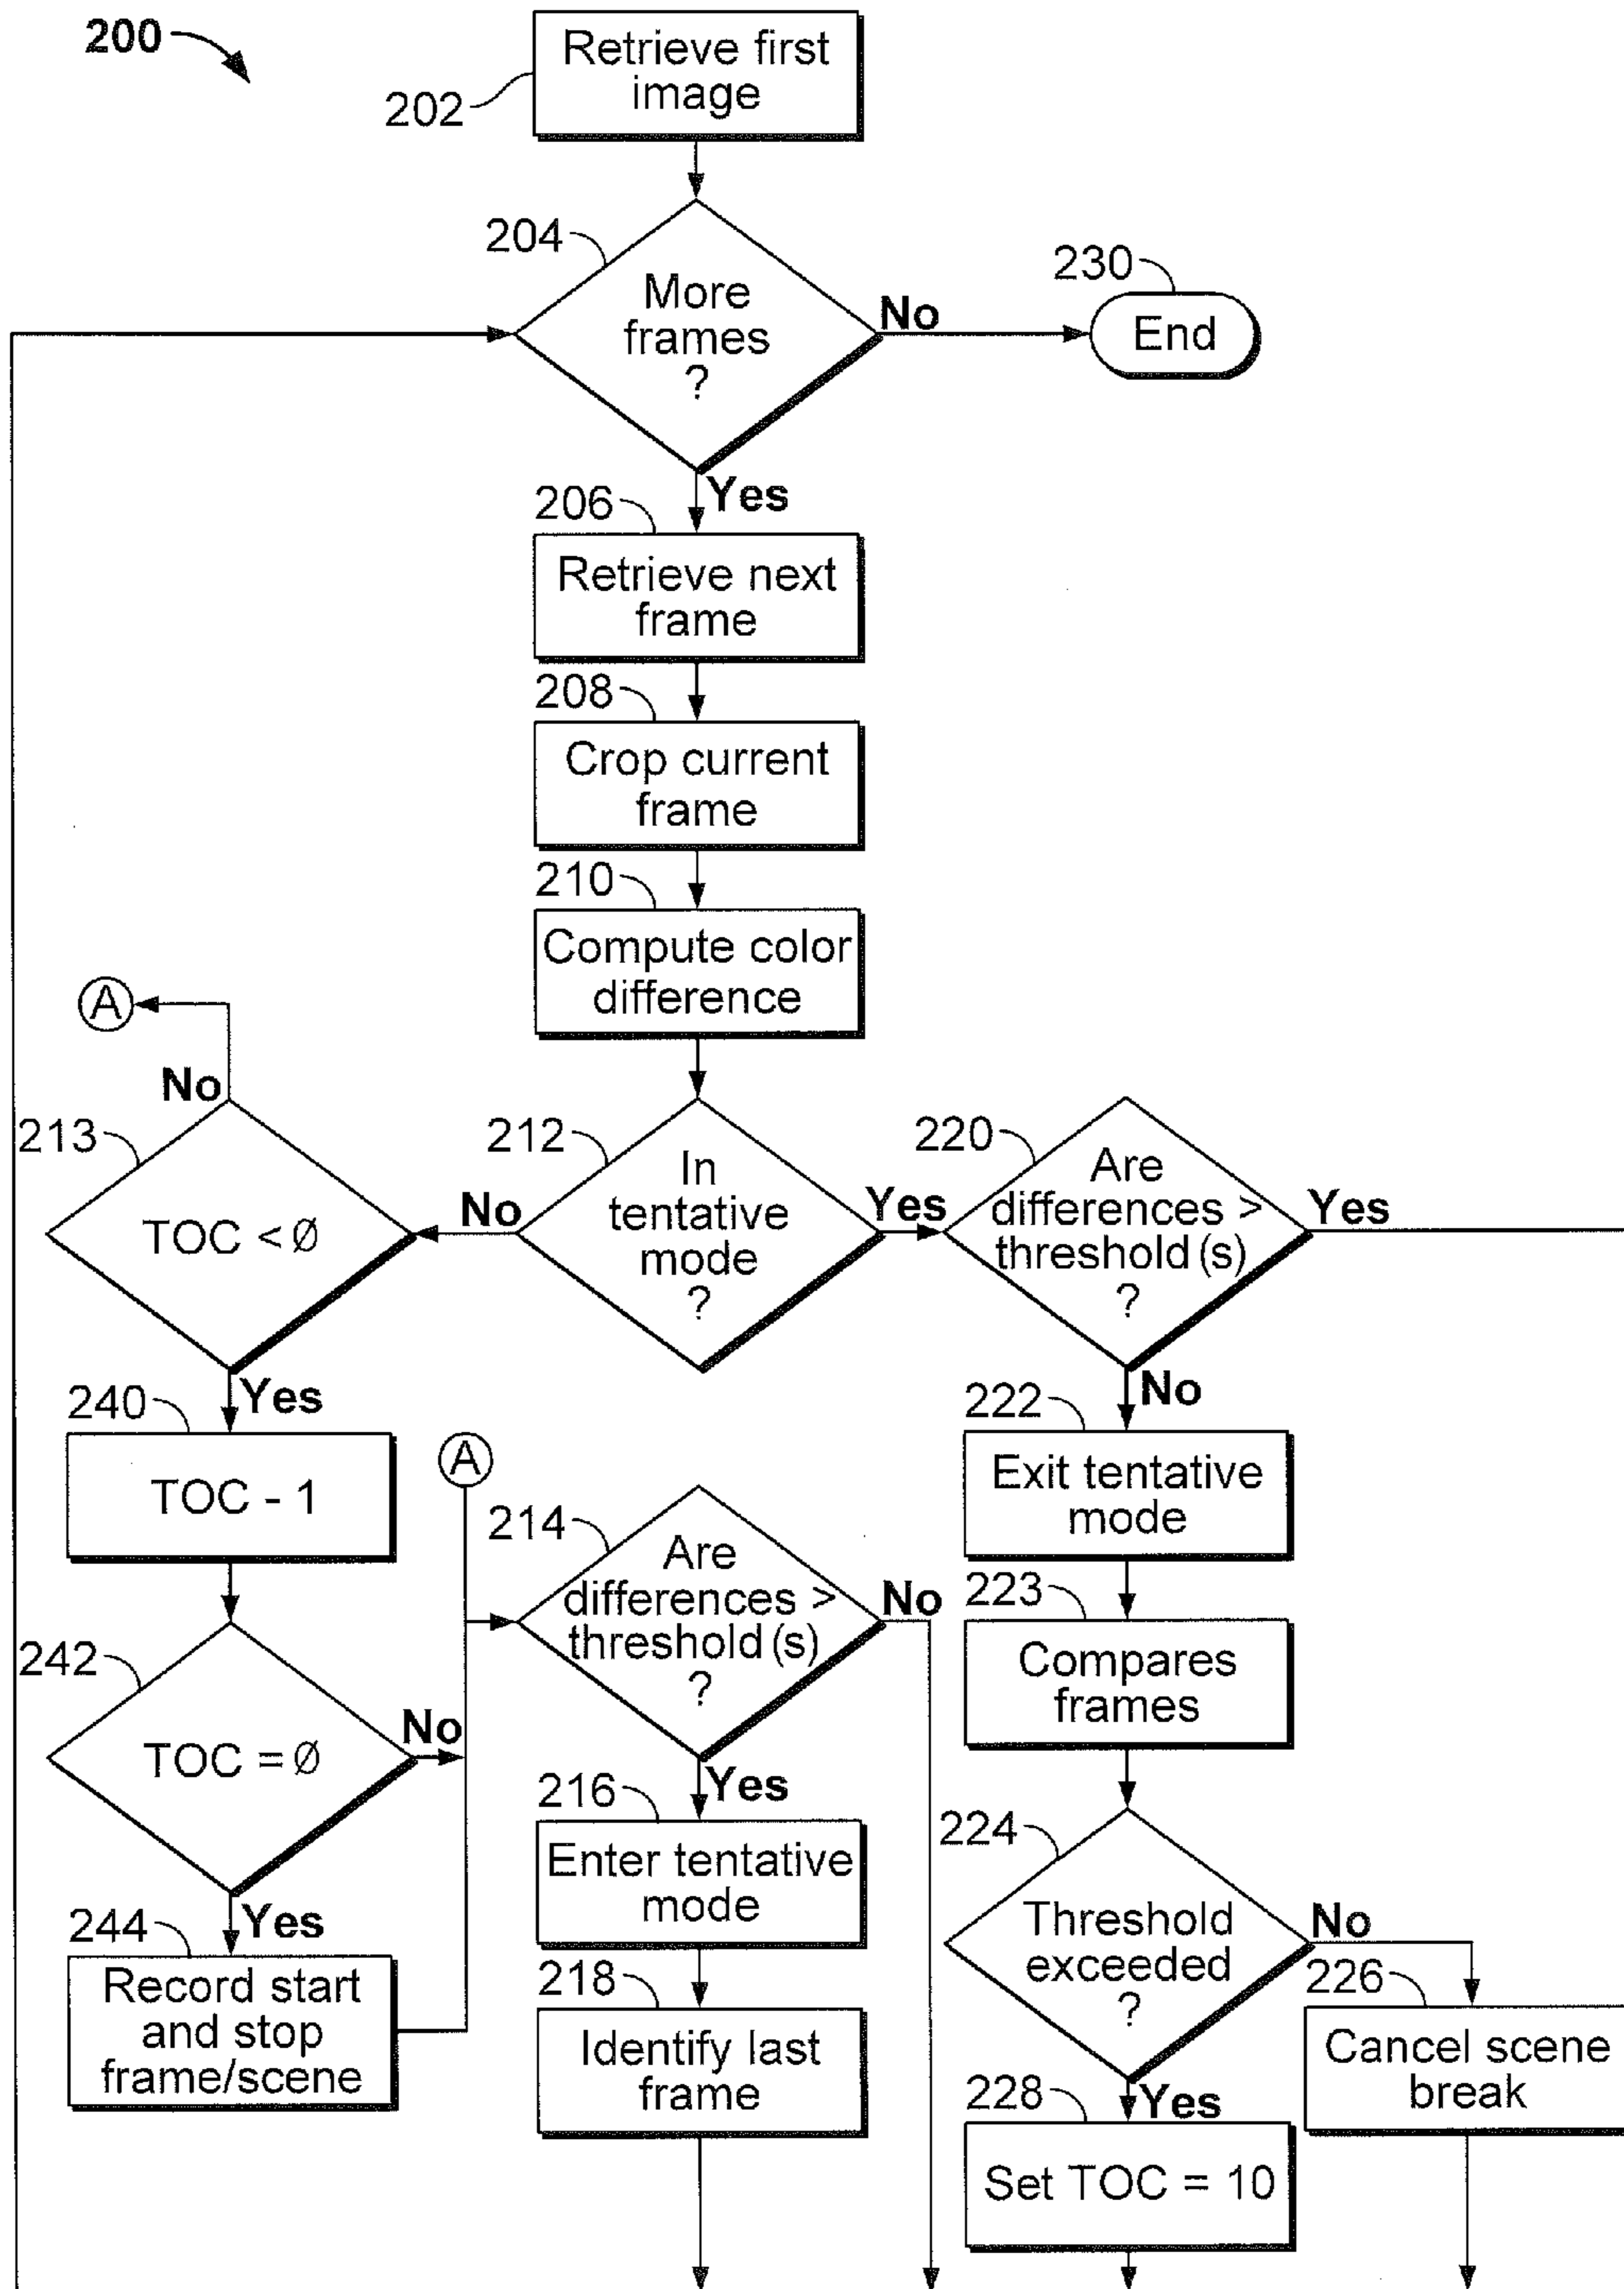 200
Retrieve first
image
202
204
More
frames
?
No
230
End
Yes
206
Retrieve next
frame
208
Crop current
frame
210
Compute color
difference
A
No
213
TOC < Ø
212
In
tentative
mode
?
No
Yes
220
Are
differences >
threshold (s)
?
Yes
Yes
No
240
TOC - 1
A
222
Exit tentative
mode
214
Are
differences >
threshold (s)
?
No
223
Compares
frames
242
TOC = Ø
No
Yes
216
Enter tentative
mode
224
Threshold
exceeded
?
No
Yes
244
Record start
and stop
frame/scene
218
Identify last
frame
226
Cancel scene
break
Yes
228
Set TOC = 10